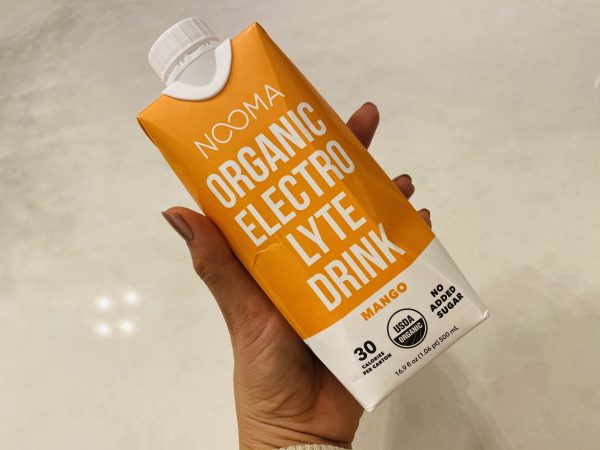 NOOMA
ORGANIC
ELECTRO
LYTE
DRINK
MANGO
30
CALORIES
PER CARTON
USDA
ORGANIC
NO
ADDED
SUGAR
16.9 fl oz (1.06 pt) 500 mL